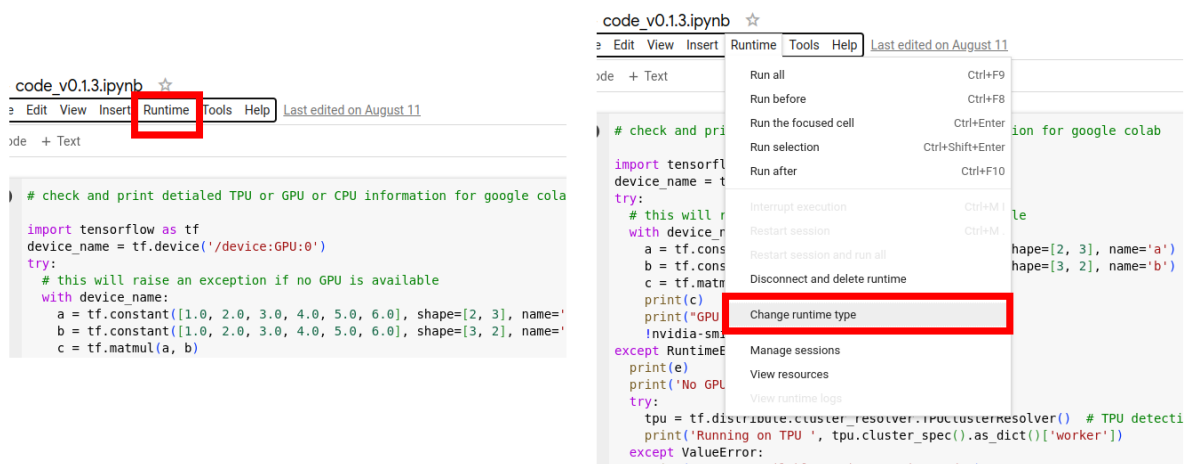 code_v0.1.3.ipynb
Edit View Insert Runtime Tools Help Last edited on August 11
+ Text
# check and print detialed TPU or GPU or CPU information for google cola
import tensorflow as tf
device_name = tf.device('/device:GPU:0')
try:
# this will raise an exception if no GPU is available
with device_name:
a = tf.constant([1.0, 2.0, 3.0, 4.0, 5.0, 6.0], shape=[2, 3], name='
b = tf.constant([1.0, 2.0, 3.0, 4.0, 5.0, 6.0], shape=[3, 2], name='
c = tf.matmul(a, b)
code_v0.1.3.ipynb
Edit View Insert Runtime Tools Help Last edited on August 11
+ Text
Run all Ctrl+F9
Run before Ctrl+F8
Run the focused cell Ctrl+Enter
Run selection Ctrl+Shift+Enter
Run after Ctrl+F10
Interrupt execution Ctrl+M I
Restart session Ctrl+M .
Restart session and run all
Disconnect and delete runtime
Change runtime type
Manage sessions
View resources
View runtime logs
# check and pri ion for google colab
import tensorfl
device_name = t
try:
# this will r le
with device_n
a = tf.cons hape=[2, 3], name='a')
b = tf.cons hape=[3, 2], name='b')
c = tf.matm
print(c)
print("GPU
!nvidia-smi
except RuntimeE
print(e)
print('No GPU
try:
tpu = tf.distribute.cluster_resolver.TPUClusterResolver() # TPU detecti
print('Running on TPU ', tpu.cluster_spec().as_dict()['worker'])
except ValueError: